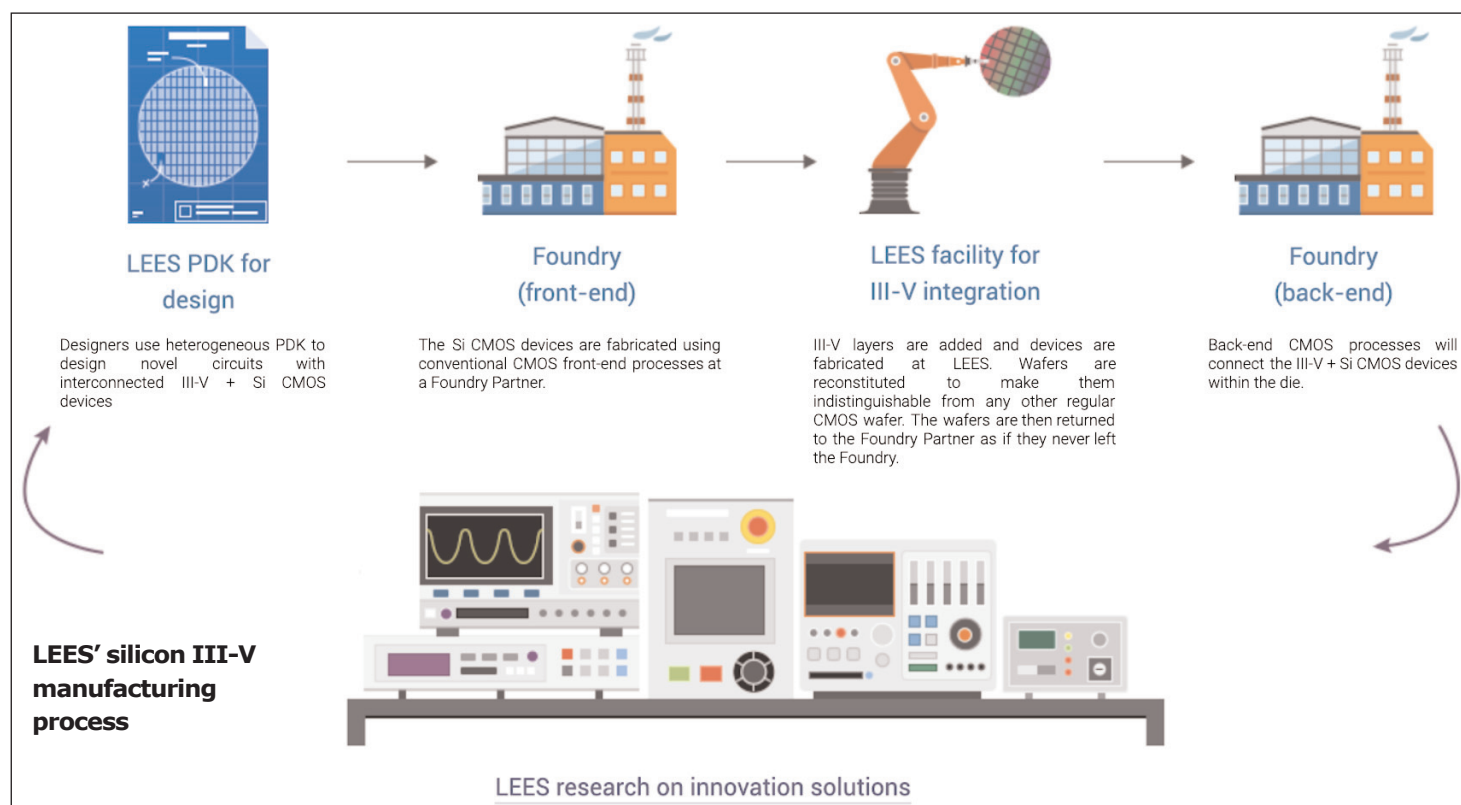 LEES PDK for
design
Designers use heterogeneous PDK to
design novel circuits with
interconnected III-V + Si CMOS
devices
Foundry
(front-end)
The Si CMOS devices are fabricated using
conventional CMOS front-end processes at
a Foundry Partner.
LEES facility for
III-V integration
III-V layers are added and devices are
fabricated at LEES. Wafers are
reconstituted to make them
indistinguishable from any other regular
CMOS wafer. The wafers are then returned
to the Foundry Partner as if they never left
the Foundry.
Foundry
(back-end)
Back-end CMOS processes will
connect the III-V + Si CMOS devices
within the die.
LEES’ silicon III-V
manufacturing
process
LEES research on innovation solutions